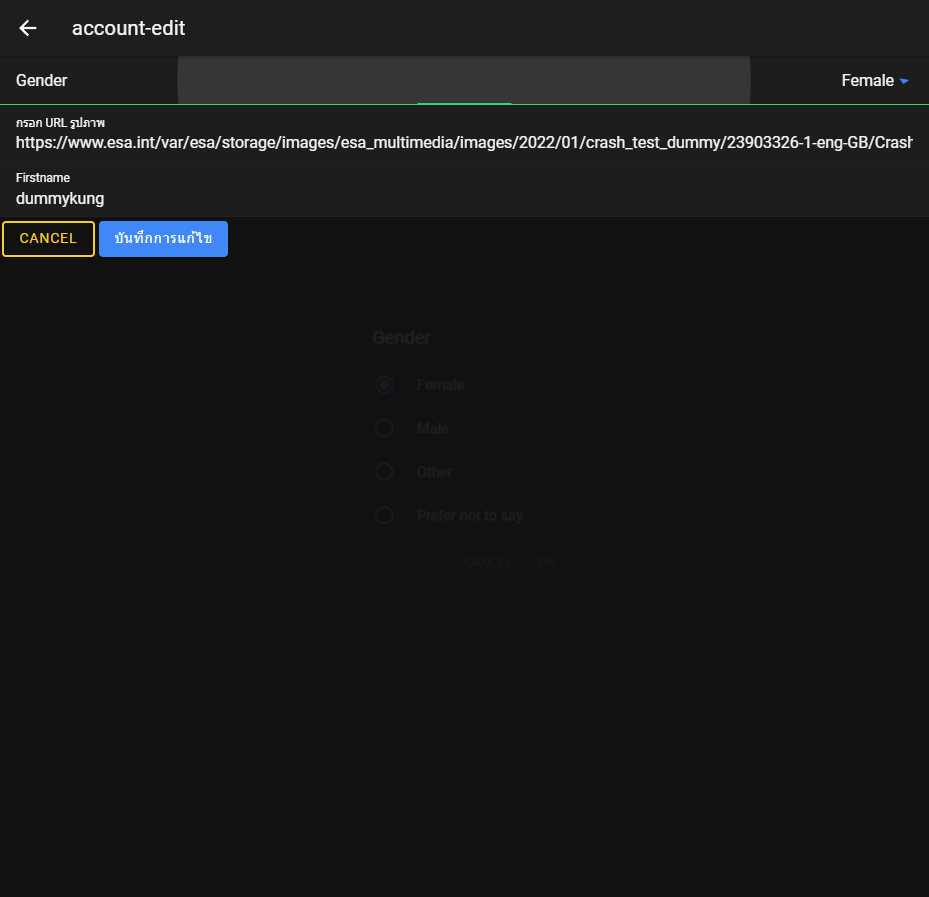 account-edit
Gender
Female
กรอก URL รูปภาพ
https://www.esa.int/var/esa/storage/images/esa_multimedia/images/2022/01/crash_test_dummy/23903326-1-eng-GB/Crash
Firstname
dummykung
CANCEL
บันทึกการแก้ไข
Gender
Female
Male
Other
Prefer not to say
CANCEL
OK